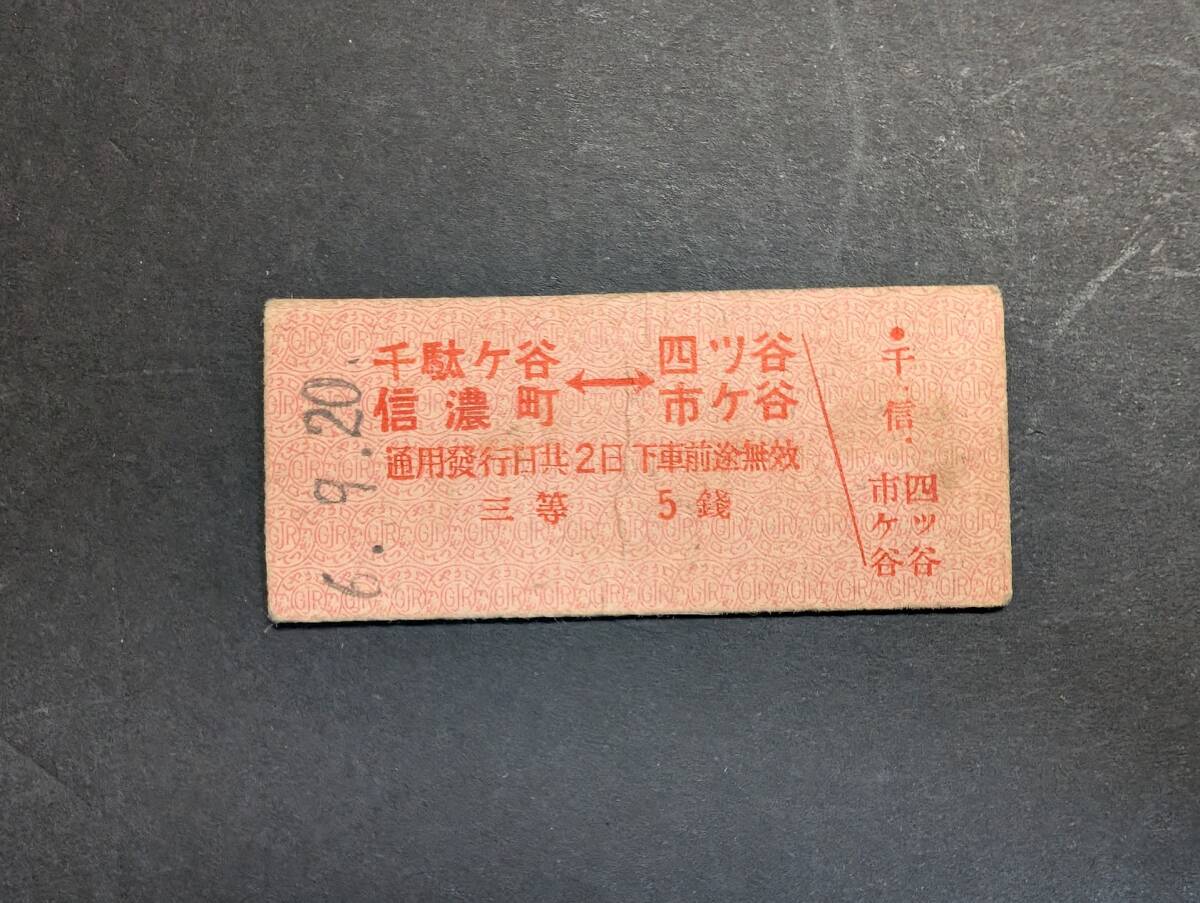 6. 9.20
千駄ケ谷 ⟷ 四ツ谷
信濃町 市ケ谷
通用發行日共2日下車前途無效
三等 5錢
●千.信.
四ツ谷
市ケ谷